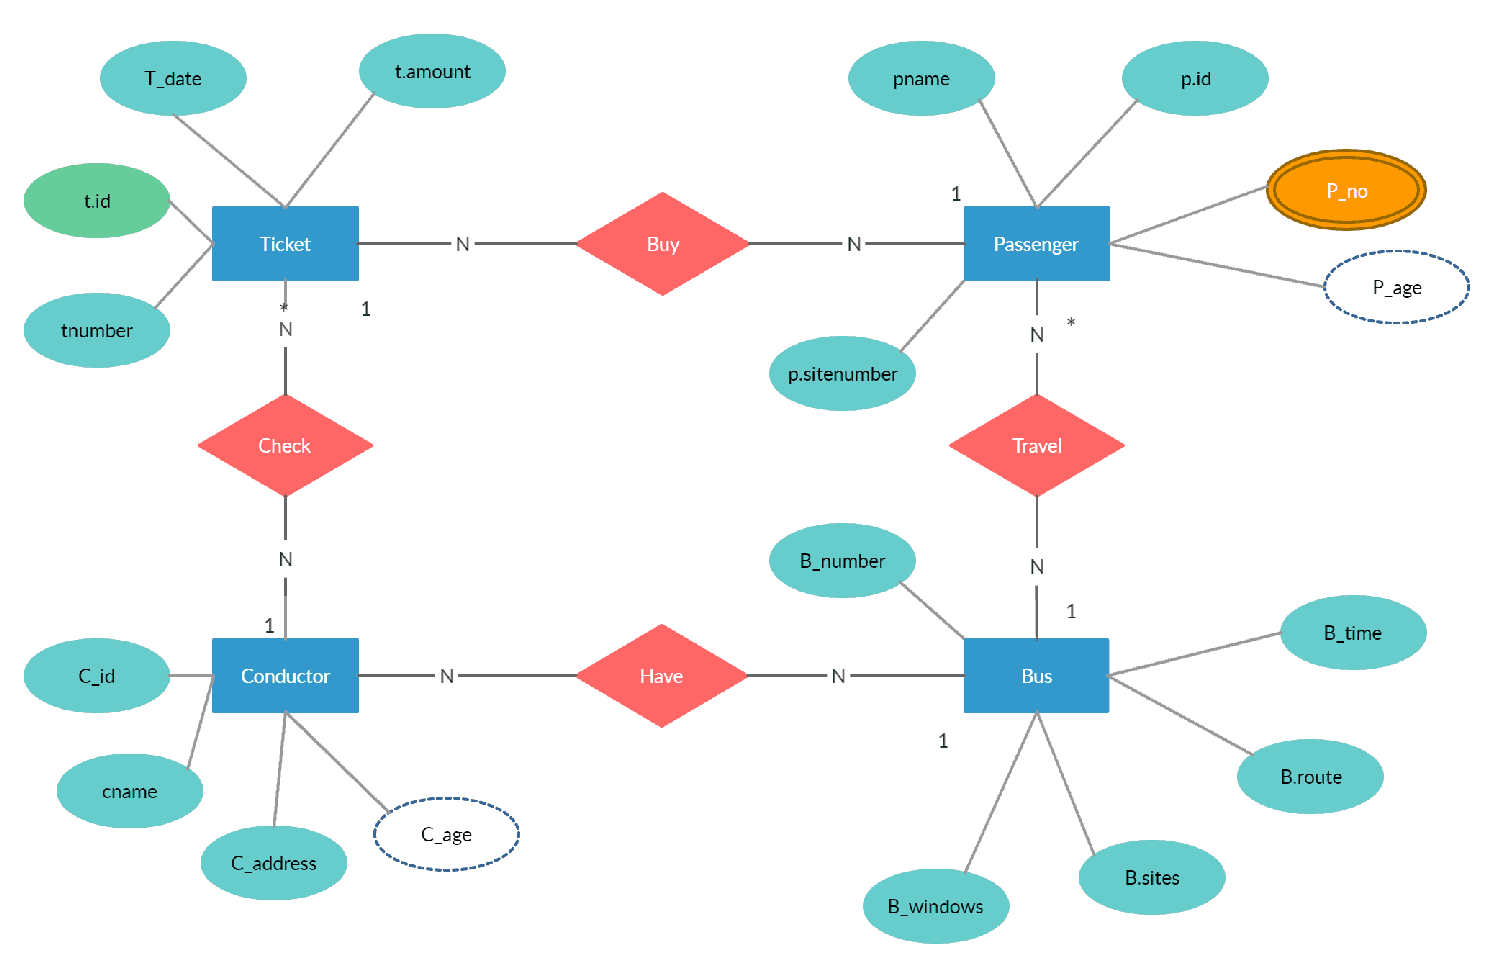 T_date
t.amount
pname
p.id
t.id
P_no
1
Ticket
N
Buy
N
Passenger
P_age
*
N
1
tnumber
N
*
p.sitenumber
Check
Travel
N
B_number
N
1
1
B_time
C_id
Conductor
N
Have
N
Bus
1
B.route
cname
C_age
C_address
B.sites
B_windows